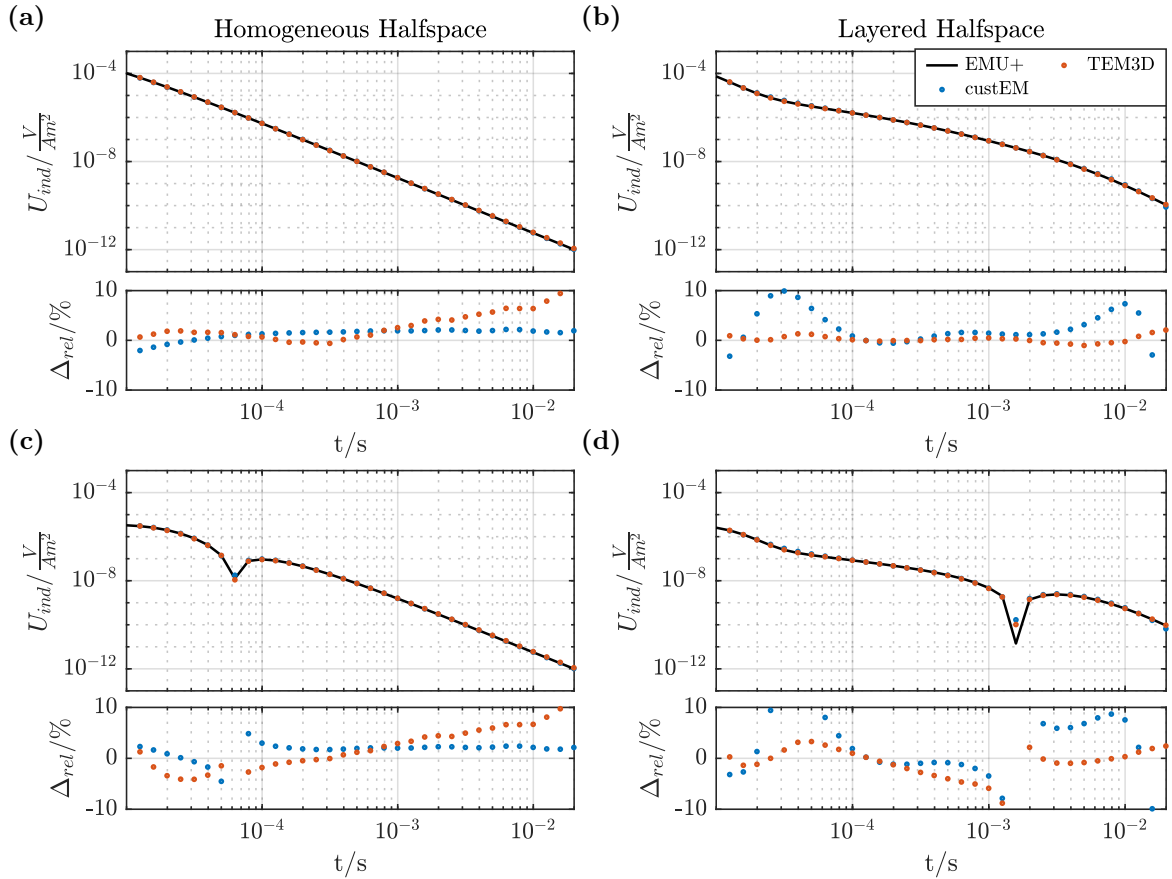 (a) Homogeneous Halfspace
(b) Layered Halfspace
EMU+
custEM
TEM3D
U_ind / V/Am²
10⁻⁴
10⁻⁸
10⁻¹²
10⁻⁴
10⁻⁸
10⁻¹²
U_ind / V/Am²
Δ_rel/%
10
0
-10
10⁻⁴ 10⁻³ 10⁻²
t/s
Δ_rel/%
10
0
-10
10⁻⁴ 10⁻³ 10⁻²
t/s
(c)
(d)
U_ind / V/Am²
10⁻⁴
10⁻⁸
10⁻¹²
U_ind / V/Am²
10⁻⁴
10⁻⁸
10⁻¹²
Δ_rel/%
10
0
-10
10⁻⁴ 10⁻³ 10⁻²
t/s
Δ_rel/%
10
0
-10
10⁻⁴ 10⁻³ 10⁻²
t/s